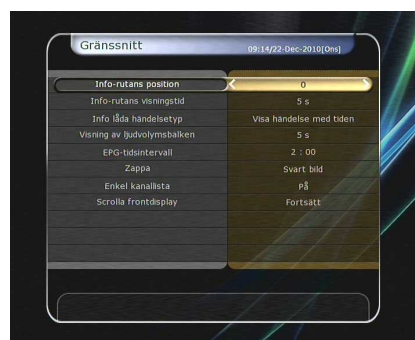 Gränssnitt 09:14/22-Dec-2010[Ons]
Info-rutans position 0
Info-rutans visningstid 5 s
Info låda händelsetyp Visa händelse med tiden
Visning av ljudvolymsbalken 5 s
EPG-tidsintervall 2 : 00
Zappa Svart bild
Enkel kanallista På
Scrolla frontdisplay Fortsätt